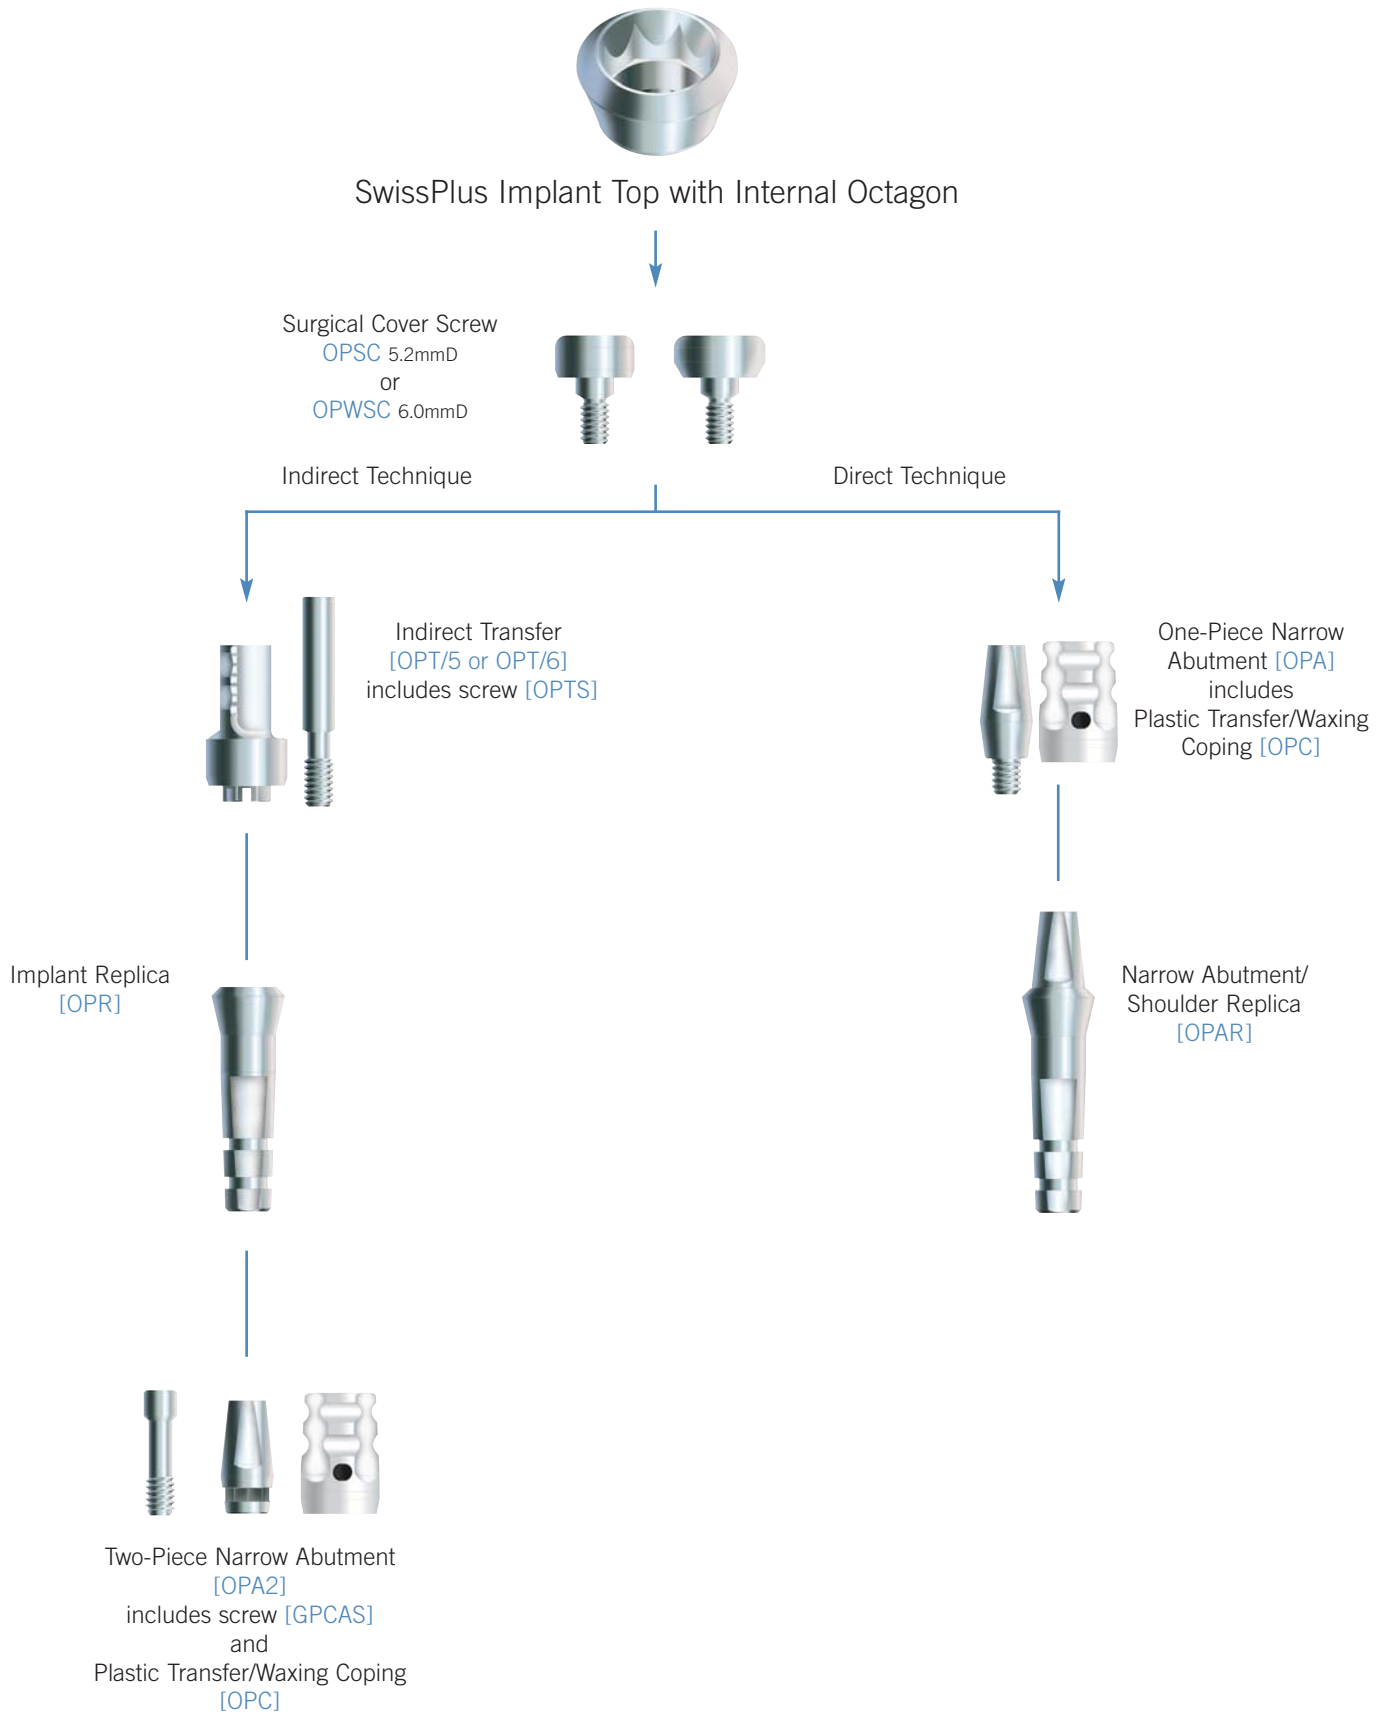 SwissPlus Implant Top with Internal Octagon
Surgical Cover Screw
OPSC 5.2mmD
or
OPWSC 6.0mmD
Indirect Technique
Direct Technique
Indirect Transfer
[OPT/5 or OPT/6]
includes screw [OPTS]
One-Piece Narrow
Abutment [OPA]
includes
Plastic Transfer/Waxing
Coping [OPC]
Implant Replica
[OPR]
Narrow Abutment/
Shoulder Replica
[OPAR]
Two-Piece Narrow Abutment
[OPA2]
includes screw [GPCAS]
and
Plastic Transfer/Waxing Coping
[OPC]